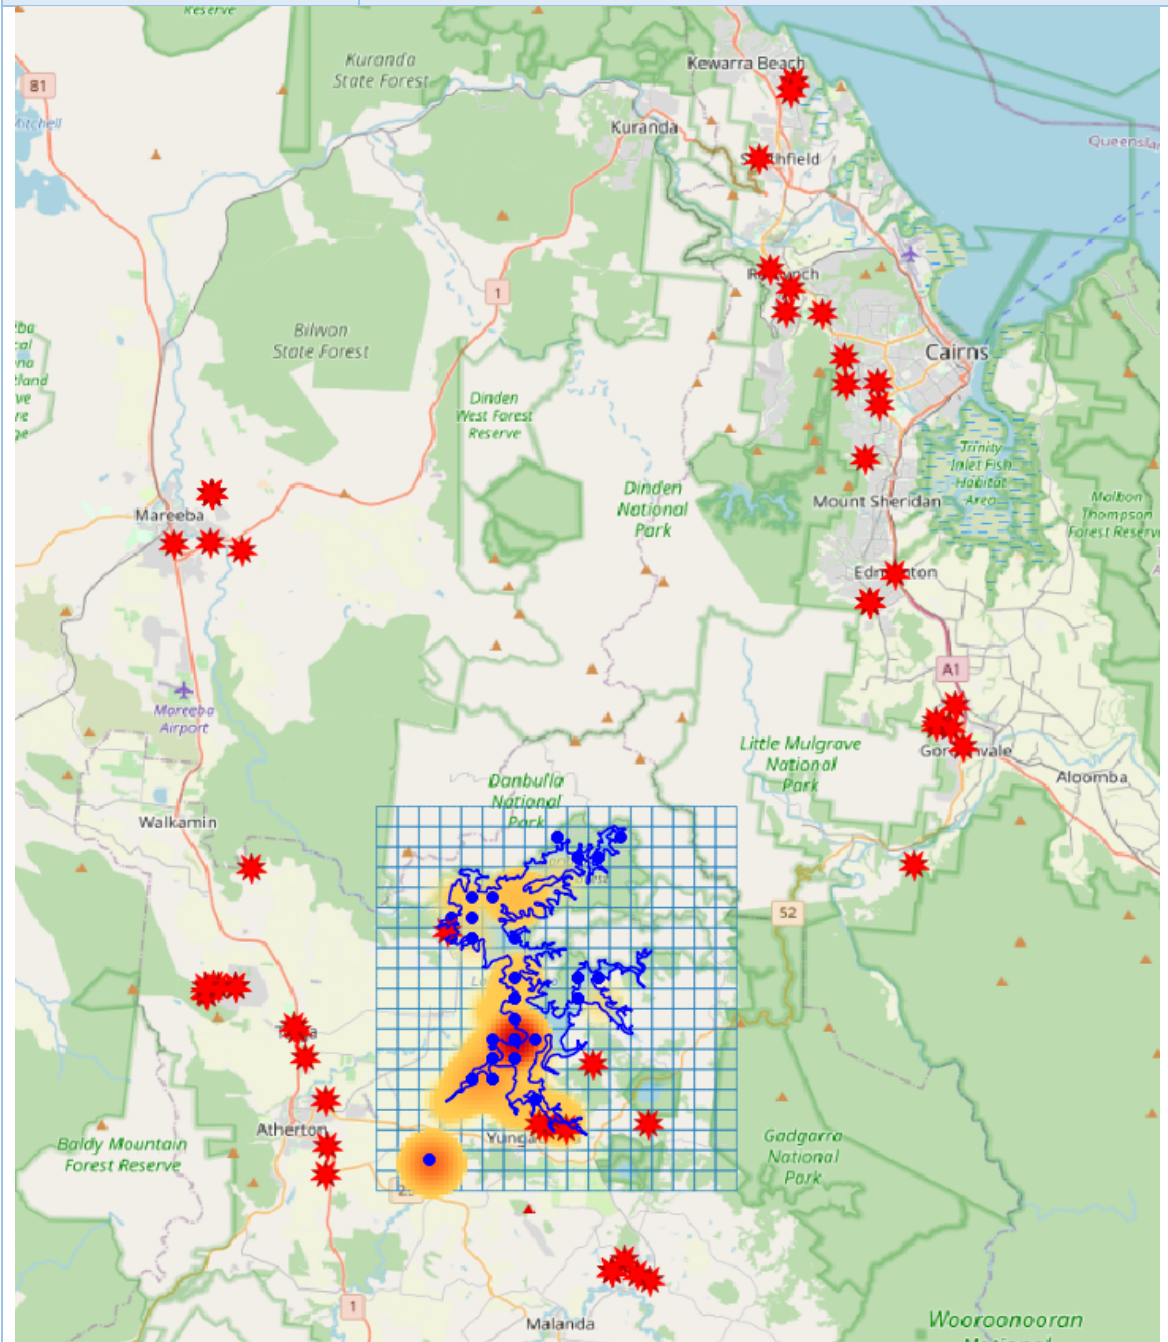 Reserve
Kuranda
State Forest
Kewarra Beach
81
Mitchell
Kuranda
Queensla
1
Bilwon
State Forest
Cairns
Dinden
West Forest
Reserve
Trinity
Inlet Fish
Habitat
Area
Dinden
National
Park
Mount Sheridan
Malbon
Thompson
Forest Reserve
Mareeba
A1
Mareeba
Airport
Little Mulgrave
National
Park
Aloomba
Danbulla
National
Park
Walkamin
52
Atherton
Baldy Mountain
Forest Reserve
Gadgarra
National
Park
1
Malanda
Wooroonooran